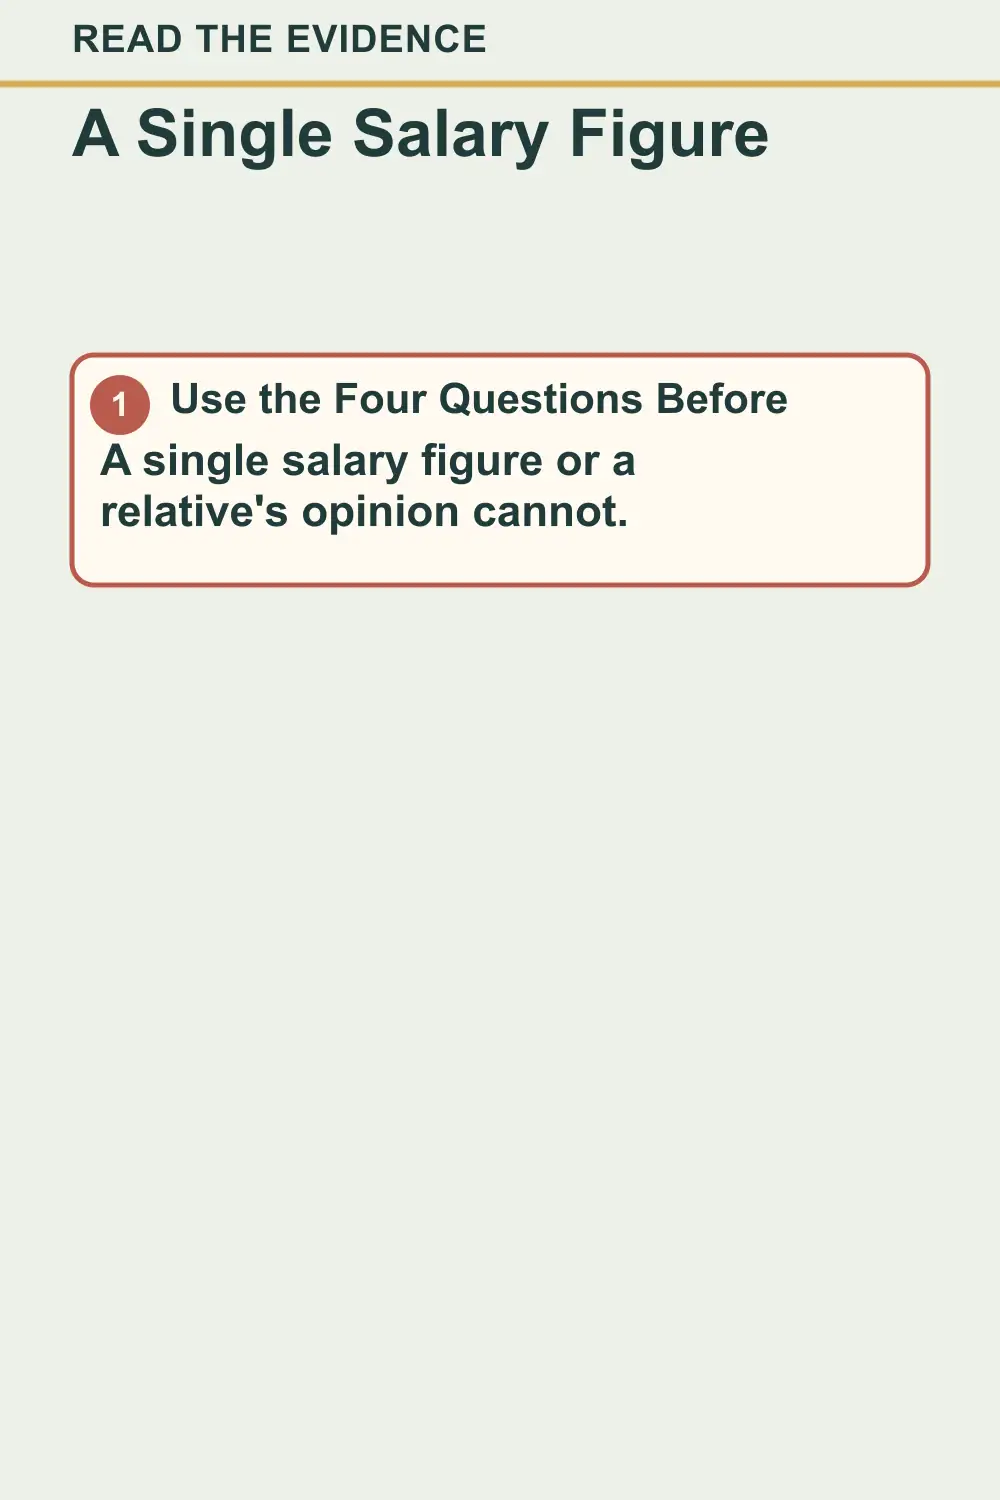 READ THE EVIDENCE
A Single Salary Figure
1 Use the Four Questions Before
A single salary figure or a
relative's opinion cannot.